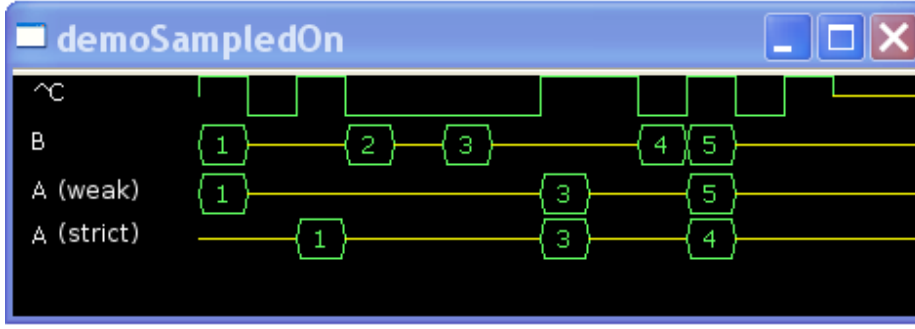 demoSampledOn
^C
B 1 2 3 4 5
A (weak) 1 3 5
A (strict) 1 3 4